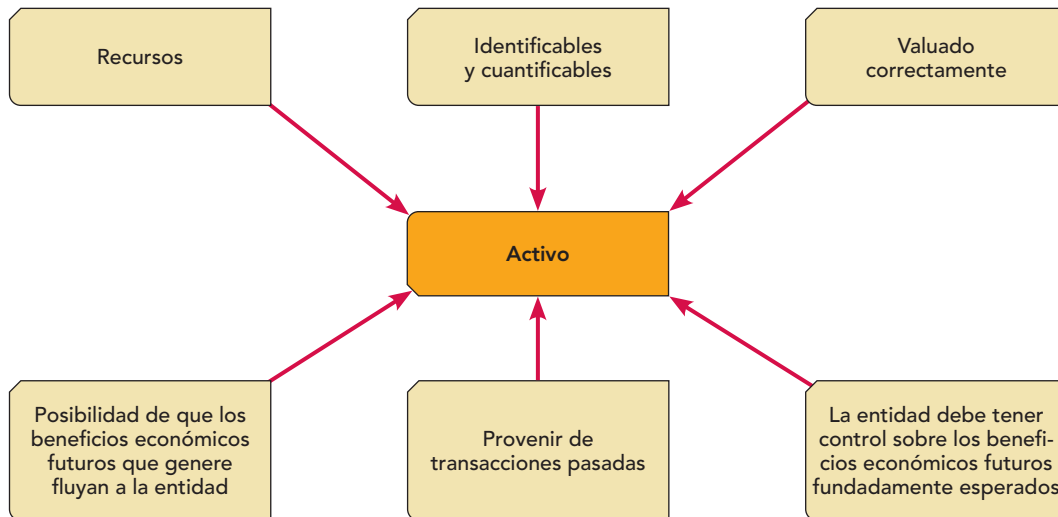 Recursos
Identificables
y cuantificables
Valuado
correctamente
Activo
Posibilidad de que los
beneficios económicos
futuros que genere
fluyan a la entidad
Provenir de
transacciones pasadas
La entidad debe tener
control sobre los benefi-
cios económicos futuros
fundadamente esperados